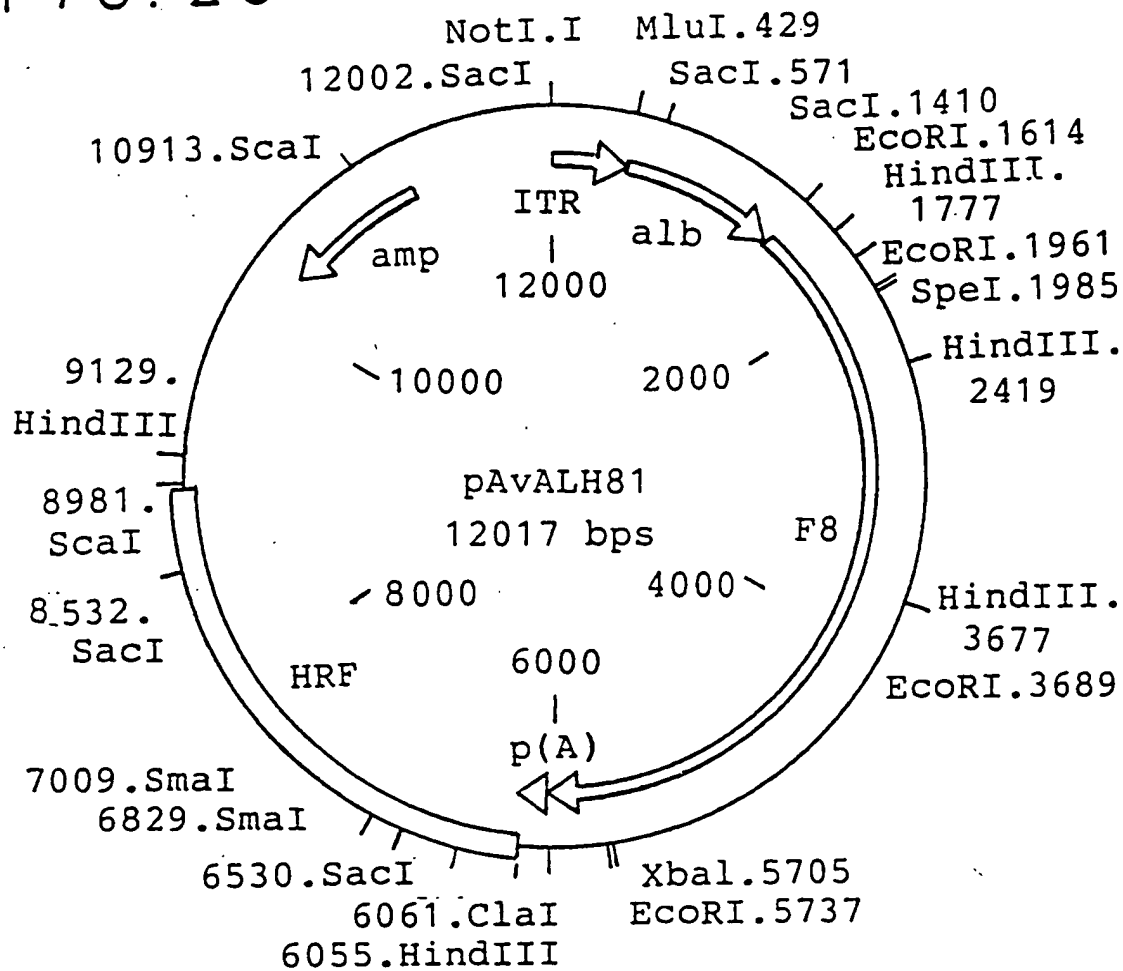 NotI.I MluI.429
12002.SacI SacI.571
SacI.1410
10913.ScaI EcoRI.1614
HindIII.
1777
ITR
alb
amp
EcoRI.1961
12000
SpeI.1985
HindIII.
2419
9129.
HindIII
10000 2000
pAvALH81
12017 bps
8981.
ScaI
F8
8000 4000
8532.
SacI
HindIII.
3677
EcoRI.3689
6000
HRF
p(A)
7009.SmaI
6829.SmaI
6530.SacI
Xbal.5705
6061.ClaI EcoRI.5737
6055.HindIII